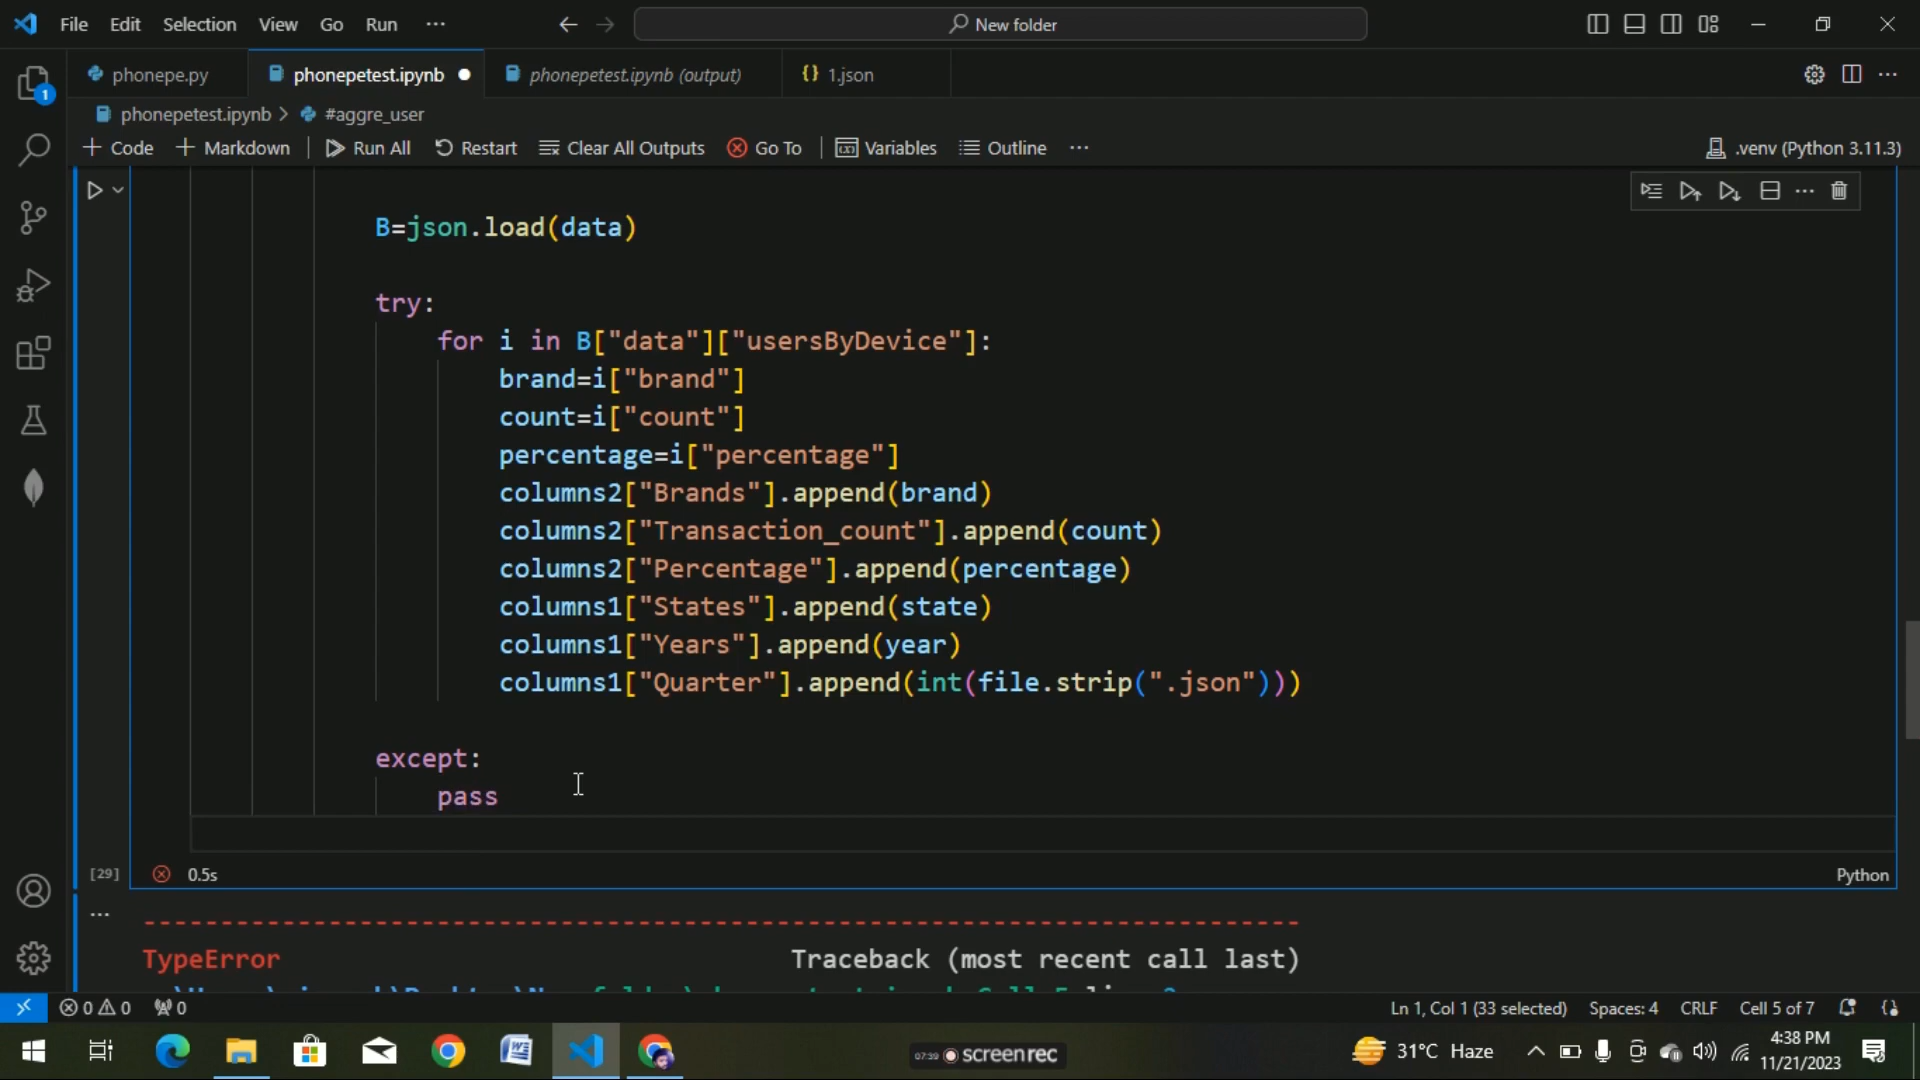 File Edit Selection View Go Run ··· New folder
phonepe.py phonepetest.ipynb phonepetest.ipynb (output) {} 1.json
1
phonepetest.ipynb > #aggre_user
+ Code + Markdown Run All Restart Clear All Outputs Go To Variables Outline ··· .venv (Python 3.11.3)
B=json.load(data)
try:
for i in B["data"]["usersByDevice"]:
brand=i["brand"]
count=i["count"]
percentage=i["percentage"]
columns2["Brands"].append(brand)
columns2["Transaction_count"].append(count)
columns2["Percentage"].append(percentage)
columns1["States"].append(state)
columns1["Years"].append(year)
columns1["Quarter"].append(int(file.strip(".json")))
except:
pass
[29] 0.5s Python
TypeError Traceback (most recent call last)
0 0 0 Ln 1, Col 1 (33 selected) Spaces: 4 CRLF Cell 5 of 7
07:39 screenrec 31°C Haze 4:38 PM
11/21/2023